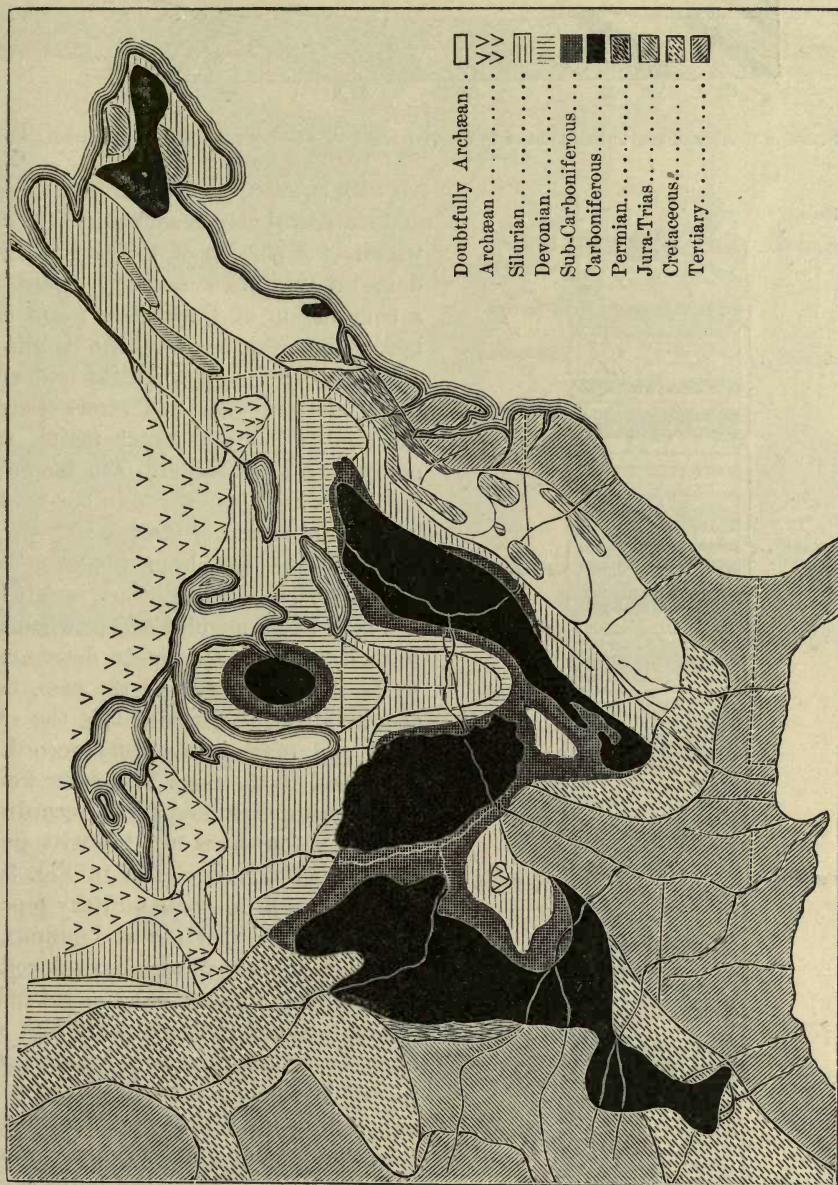 Doubtfully Archæan..
Archæan............
Silurian............
Devonian...........
Sub-Carboniferous....
Carboniferous.......
Permian............
Jura-Trias..........
Cretaceous..........
Tertiary.............